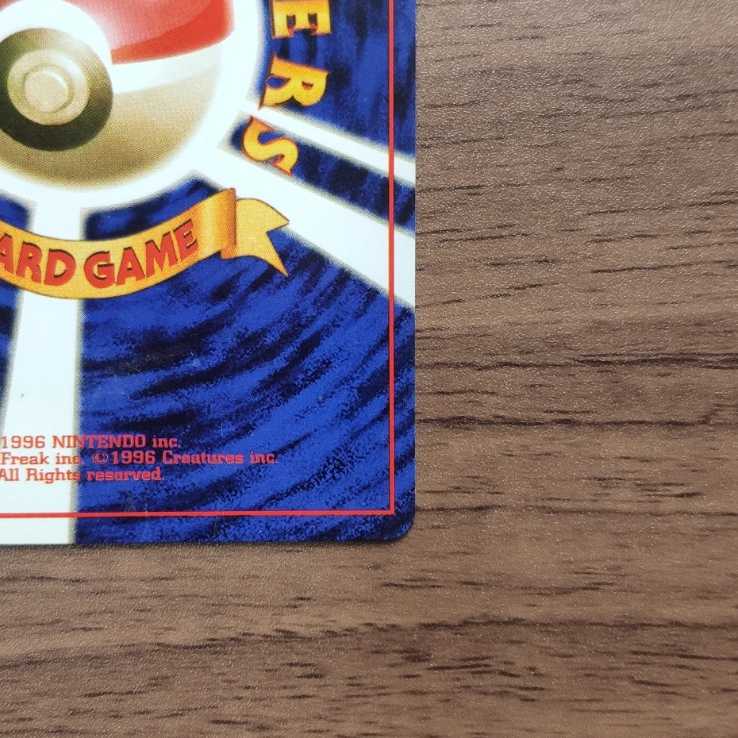 ERS
ARD GAME
1996 NINTENDO inc.
Freak inc. ©1996 Creatures inc.
All Rights reserved.